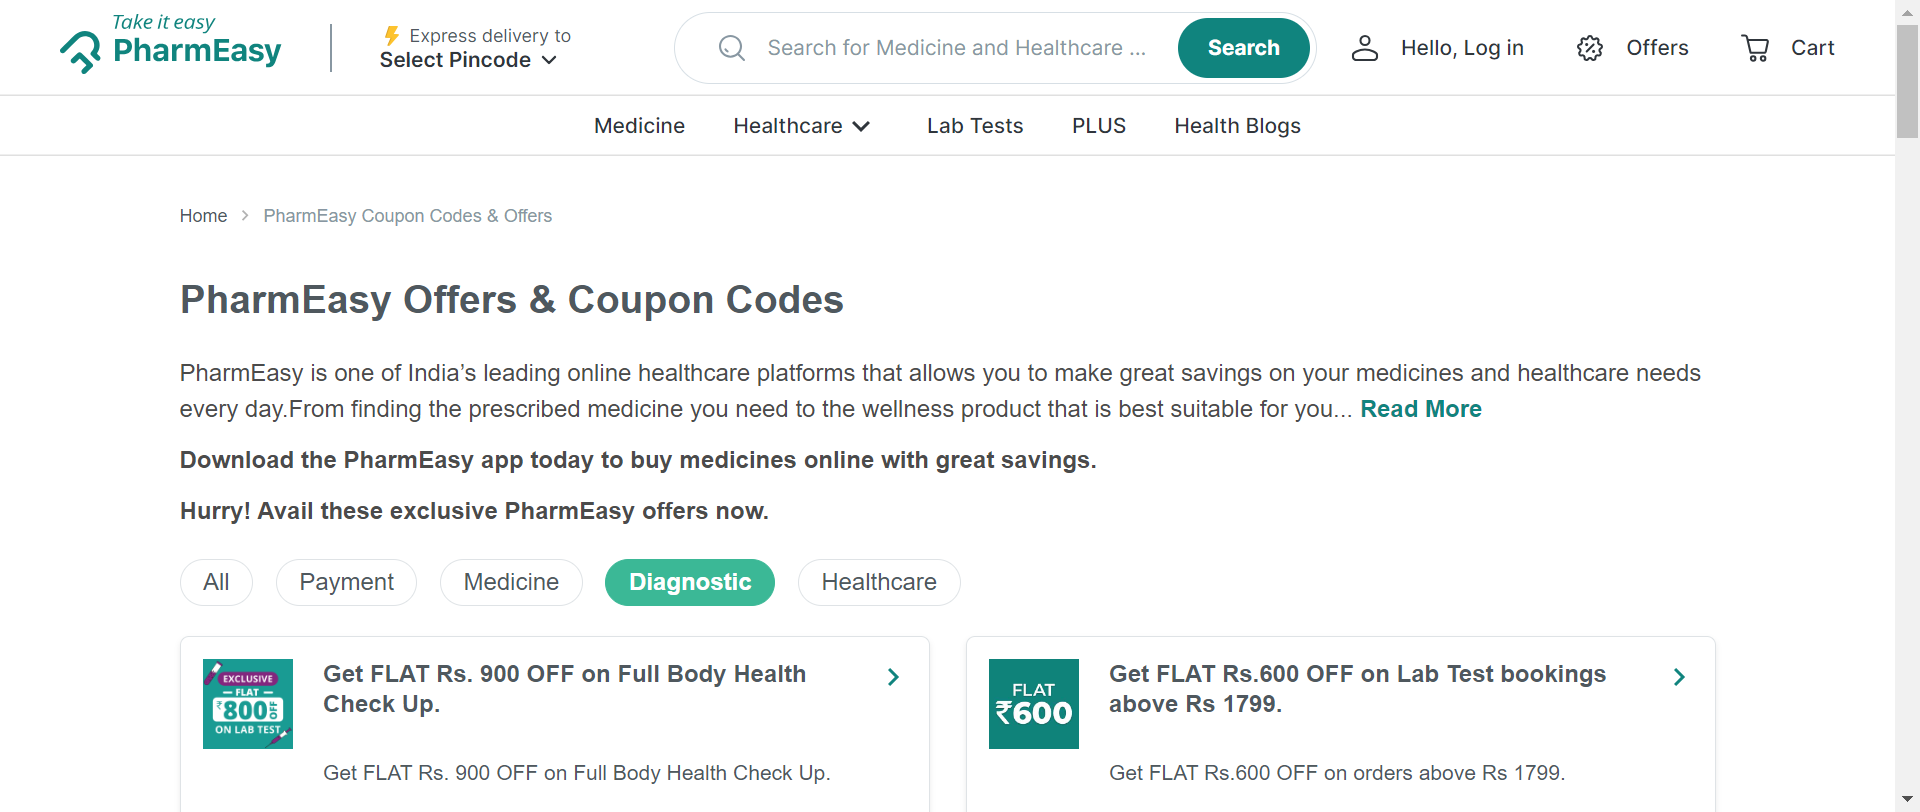 Take it easy
PharmEasy
Express delivery to
Select Pincode
Search for Medicine and Healthcare ...
Search
Hello, Log in
Offers
Cart
Medicine
Healthcare
Lab Tests
PLUS
Health Blogs
Home
PharmEasy Coupon Codes & Offers
PharmEasy Offers & Coupon Codes
PharmEasy is one of India’s leading online healthcare platforms that allows you to make great savings on your medicines and healthcare needs
every day.From finding the prescribed medicine you need to the wellness product that is best suitable for you... Read More
Download the PharmEasy app today to buy medicines online with great savings.
Hurry! Avail these exclusive PharmEasy offers now.
All
Payment
Medicine
Diagnostic
Healthcare
EXCLUSIVE
FLAT
₹800 OFF
ON LAB TEST
Get FLAT Rs. 900 OFF on Full Body Health
Check Up.
Get FLAT Rs. 900 OFF on Full Body Health Check Up.
FLAT
₹600
Get FLAT Rs.600 OFF on Lab Test bookings
above Rs 1799.
Get FLAT Rs.600 OFF on orders above Rs 1799.